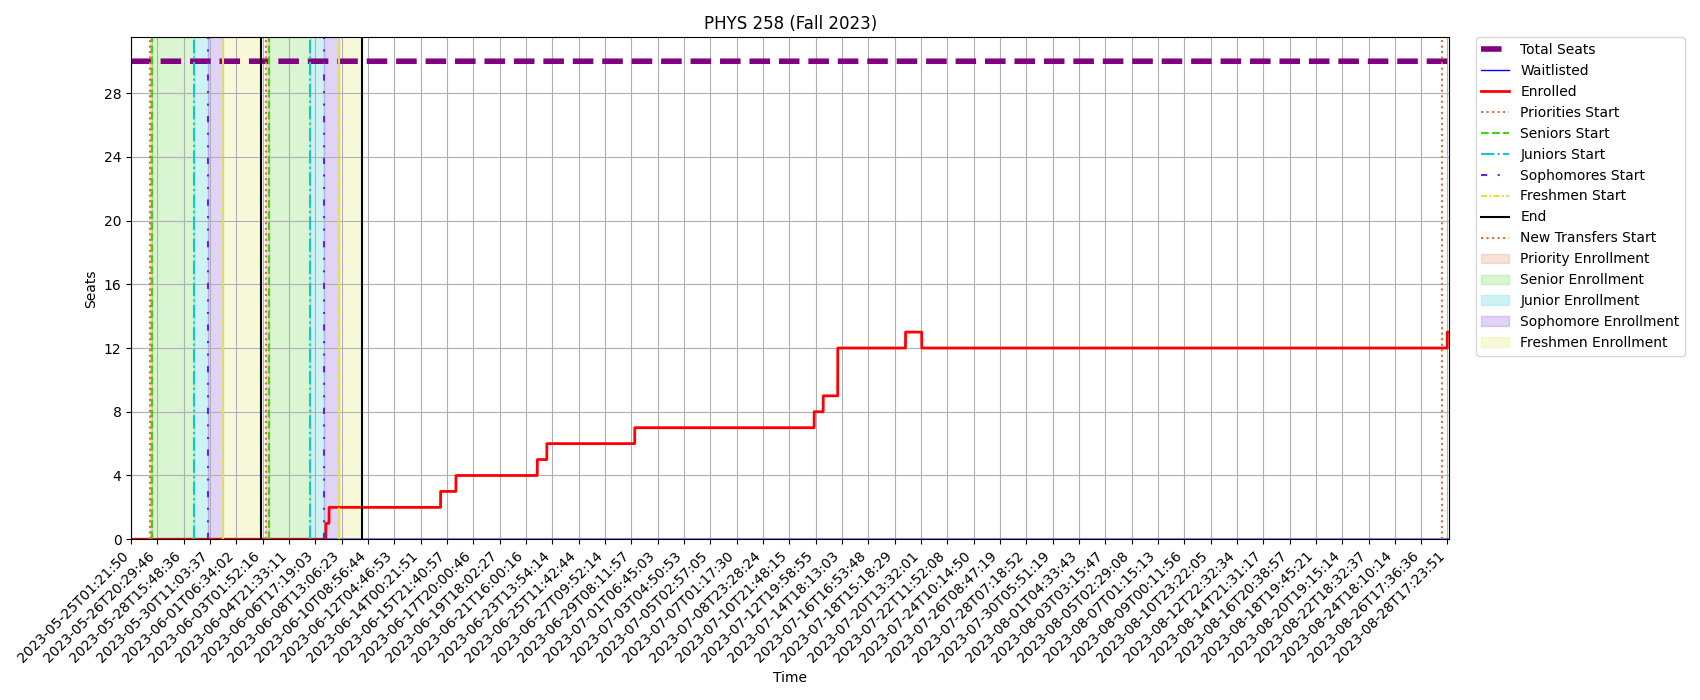 PHYS 258 (Fall 2023)
Seats
28
24
20
16
12
8
4
0
2023-05-25T01:21:50
2023-05-26T20:29:46
2023-05-28T15:48:36
2023-05-30T11:03:37
2023-06-01T06:34:02
2023-06-03T01:52:16
2023-06-04T21:33:11
2023-06-06T17:19:03
2023-06-08T13:06:23
2023-06-10T08:56:44
2023-06-12T04:46:53
2023-06-14T00:21:51
2023-06-15T21:40:57
2023-06-17T20:00:46
2023-06-19T18:02:27
2023-06-21T16:00:16
2023-06-23T13:54:14
2023-06-25T11:42:44
2023-06-27T09:52:14
2023-06-29T08:11:57
2023-07-01T06:45:03
2023-07-03T04:50:53
2023-07-05T02:57:05
2023-07-07T01:17:30
2023-07-08T23:28:24
2023-07-10T21:48:15
2023-07-12T19:58:55
2023-07-14T18:13:03
2023-07-16T16:53:48
2023-07-18T15:18:29
2023-07-20T13:32:01
2023-07-22T11:52:08
2023-07-24T10:14:50
2023-07-26T08:47:19
2023-07-28T07:18:52
2023-07-30T05:51:19
2023-08-01T04:33:43
2023-08-03T03:15:47
2023-08-05T02:29:08
2023-08-07T01:15:13
2023-08-09T00:11:56
2023-08-10T23:22:05
2023-08-12T22:32:34
2023-08-14T21:31:17
2023-08-16T20:38:57
2023-08-18T19:45:21
2023-08-20T19:15:14
2023-08-22T18:32:37
2023-08-24T18:10:14
2023-08-26T17:36:36
2023-08-28T17:23:51
Time
Total Seats
Waitlisted
Enrolled
Priorities Start
Seniors Start
Juniors Start
Sophomores Start
Freshmen Start
End
New Transfers Start
Priority Enrollment
Senior Enrollment
Junior Enrollment
Sophomore Enrollment
Freshmen Enrollment